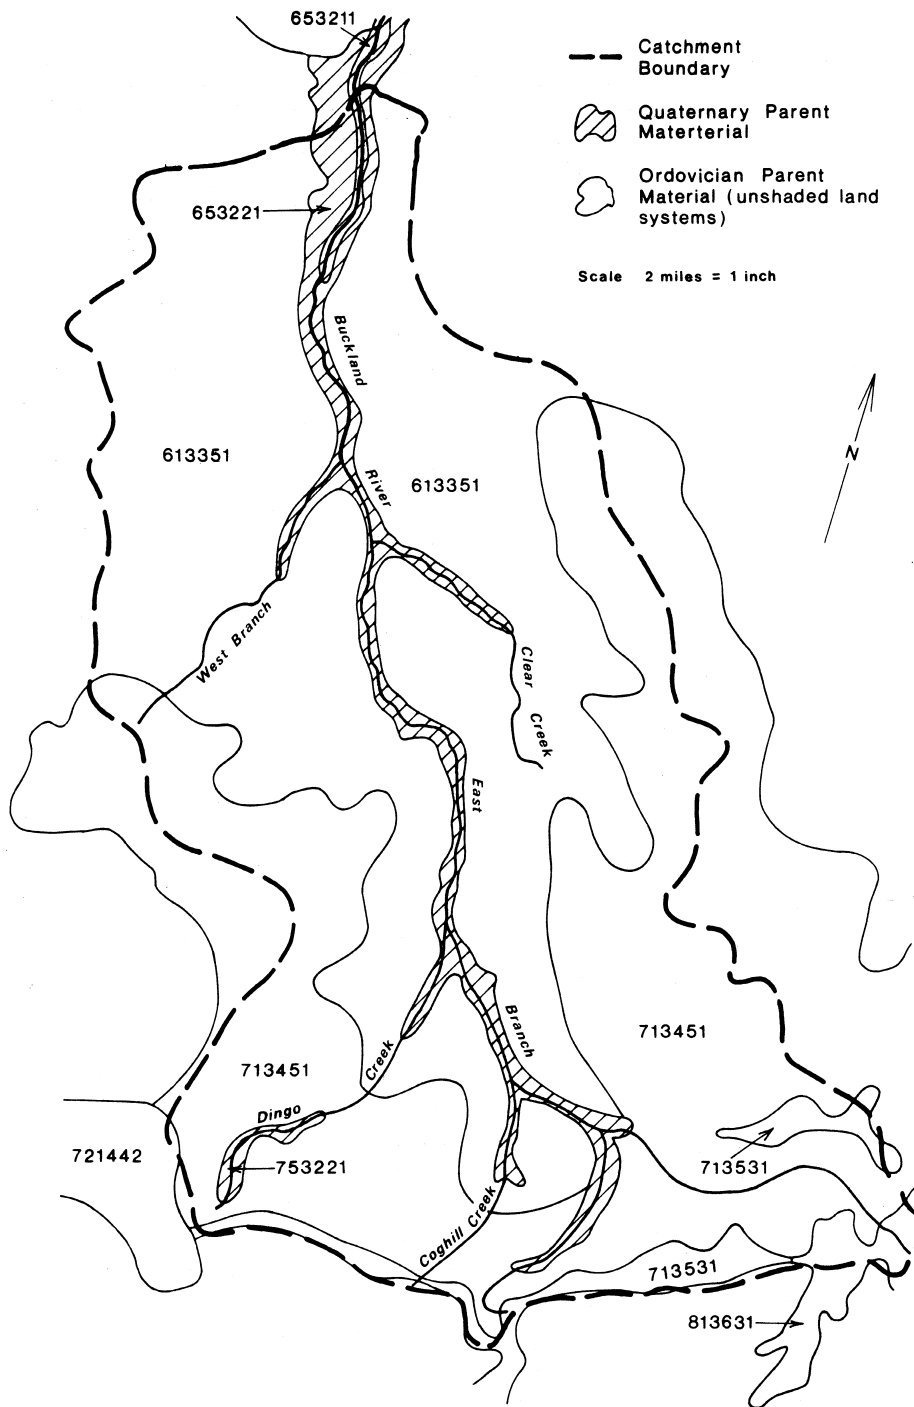 653211
Catchment
Boundary
Quaternary Parent
Materterial
Ordovician Parent
Material (unshaded land
systems)
653221
Scale 2 miles = 1 inch
Buckland
N
613351
613351
River
West Branch
Clear
Creek
East
Branch
713451
Creek
713451
Dingo
721442
753221
713531
Coghill Creek
713531
813631